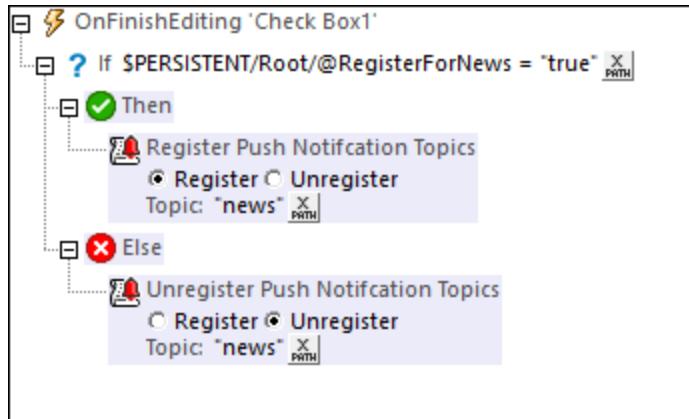 OnFinishEditing 'Check Box1'
? If $PERSISTENT/Root/@RegisterForNews = "true" X PATH
Then
Register Push Notifcation Topics
Register Unregister
Topic: "news" X PATH
Else
Unregister Push Notifcation Topics
Register Unregister
Topic: "news" X PATH